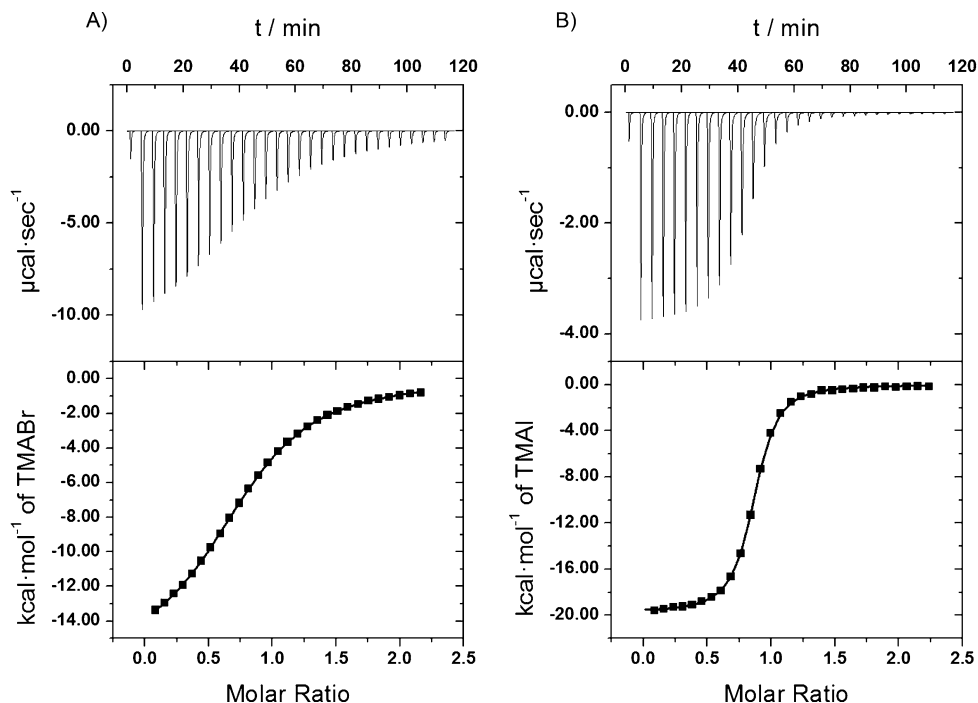 A)
t / min
0 20 40 60 80 100 120
0.00
-5.00
-10.00
µcal·sec⁻¹
0.00
-2.00
-4.00
-6.00
-8.00
-10.00
-12.00
-14.00
kcal·mol⁻¹ of TMABr
0.0 0.5 1.0 1.5 2.0 2.5
Molar Ratio
B)
t / min
0 20 40 60 80 100 120
0.00
-2.00
-4.00
µcal·sec⁻¹
0.00
-4.00
-8.00
-12.00
-16.00
-20.00
kcal·mol⁻¹ of TMAI
0.0 0.5 1.0 1.5 2.0 2.5
Molar Ratio